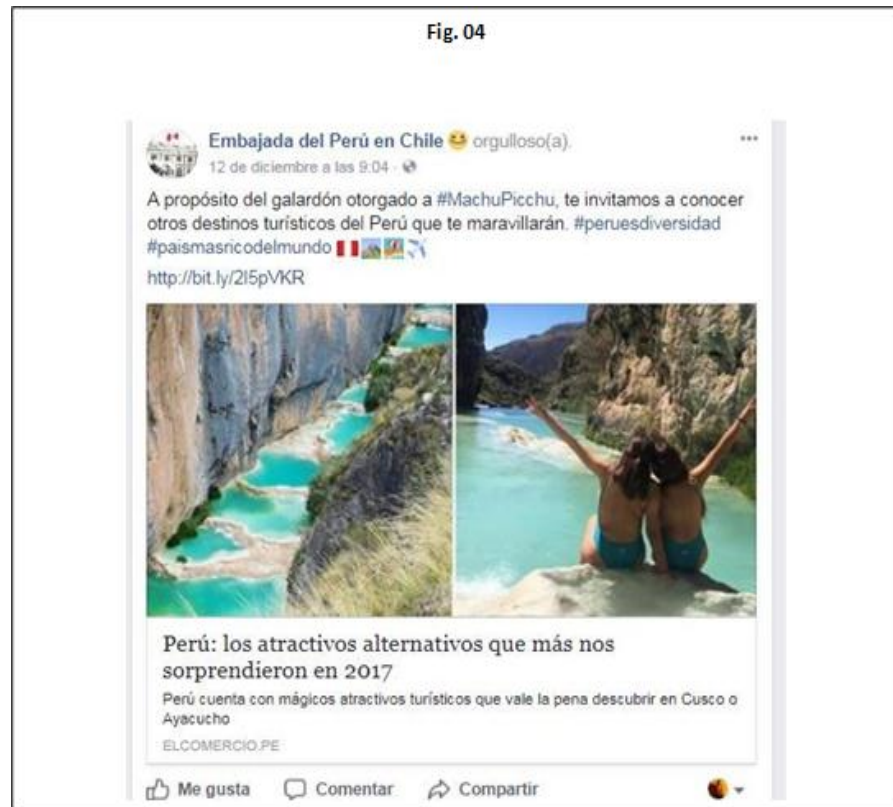 Fig. 04
Embajada del Perú en Chile 😆 orgulloso(a).
12 de diciembre a las 9:04 ·
A propósito del galardón otorgado a #MachuPicchu, te invitamos a conocer
otros destinos turísticos del Perú que te maravillarán. #peruesdiversidad
#paismasricodelmundo
http://bit.ly/2I5pVKR
Perú: los atractivos alternativos que más nos
sorprendieron en 2017
Perú cuenta con mágicos atractivos turísticos que vale la pena descubrir en Cusco o
Ayacucho
ELCOMERCIO.PE
Me gusta Comentar Compartir